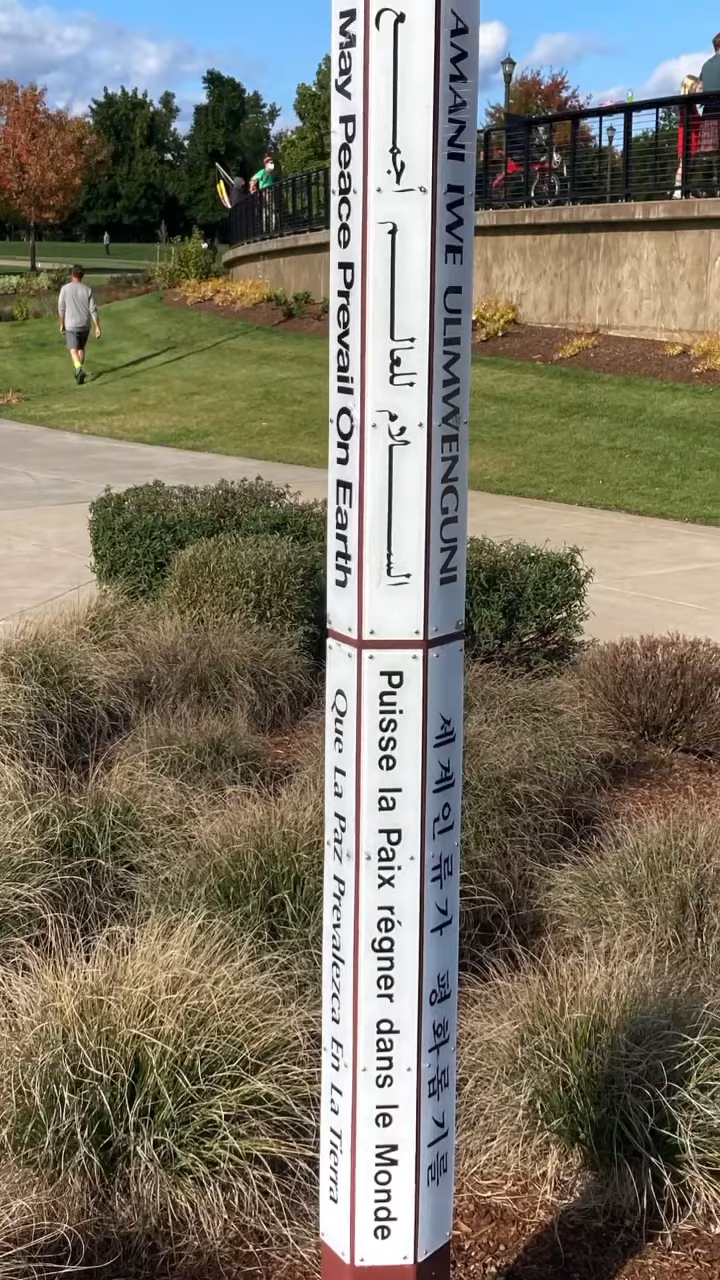 May Peace Prevail On Earth
السلام للعالم أجمع
AMANI IWE ULIMWENGUNI
Que La Paz Prevalezca En La Tierra
Puisse la Paix régner dans le Monde
세계인류가 평화롭기를